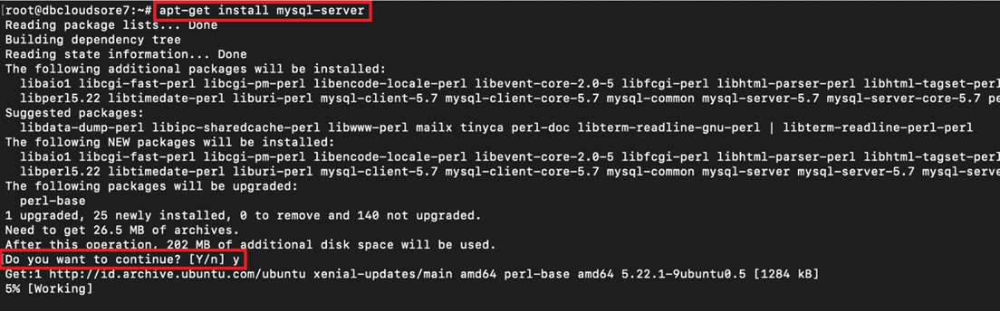 [root@dbcloudsore7:~# apt-get install mysql-server
Reading package lists... Done
Building dependency tree
Reading state information... Done
The following additional packages will be installed:
libaio1 libcgi-fast-perl libcgi-pm-perl libencode-locale-perl libevent-core-2.0-5 libfcgi-perl libhtml-parser-perl libhtml-tagset-perl
libperl5.22 libtimedate-perl liburi-perl mysql-client-5.7 mysql-client-core-5.7 mysql-common mysql-server-5.7 mysql-server-core-5.7 pe
Suggested packages:
libdata-dump-perl libipc-sharedcache-perl libwww-perl mailx tinyca perl-doc libterm-readline-gnu-perl | libterm-readline-perl-perl
The following NEW packages will be installed:
libaio1 libcgi-fast-perl libcgi-pm-perl libencode-locale-perl libevent-core-2.0-5 libfcgi-perl libhtml-parser-perl libhtml-tagset-perl
libperl5.22 libtimedate-perl liburi-perl mysql-client-5.7 mysql-client-core-5.7 mysql-common mysql-server mysql-server-5.7 mysql-serve
The following packages will be upgraded:
perl-base
1 upgraded, 25 newly installed, 0 to remove and 140 not upgraded.
Need to get 26.5 MB of archives.
After this operation, 202 MB of additional disk space will be used.
[Do you want to continue? [Y/n] y
Get:1 http://id.archive.ubuntu.com/ubuntu xenial-updates/main amd64 perl-base amd64 5.22.1-9ubuntu0.5 [1284 kB]
5% [Working]